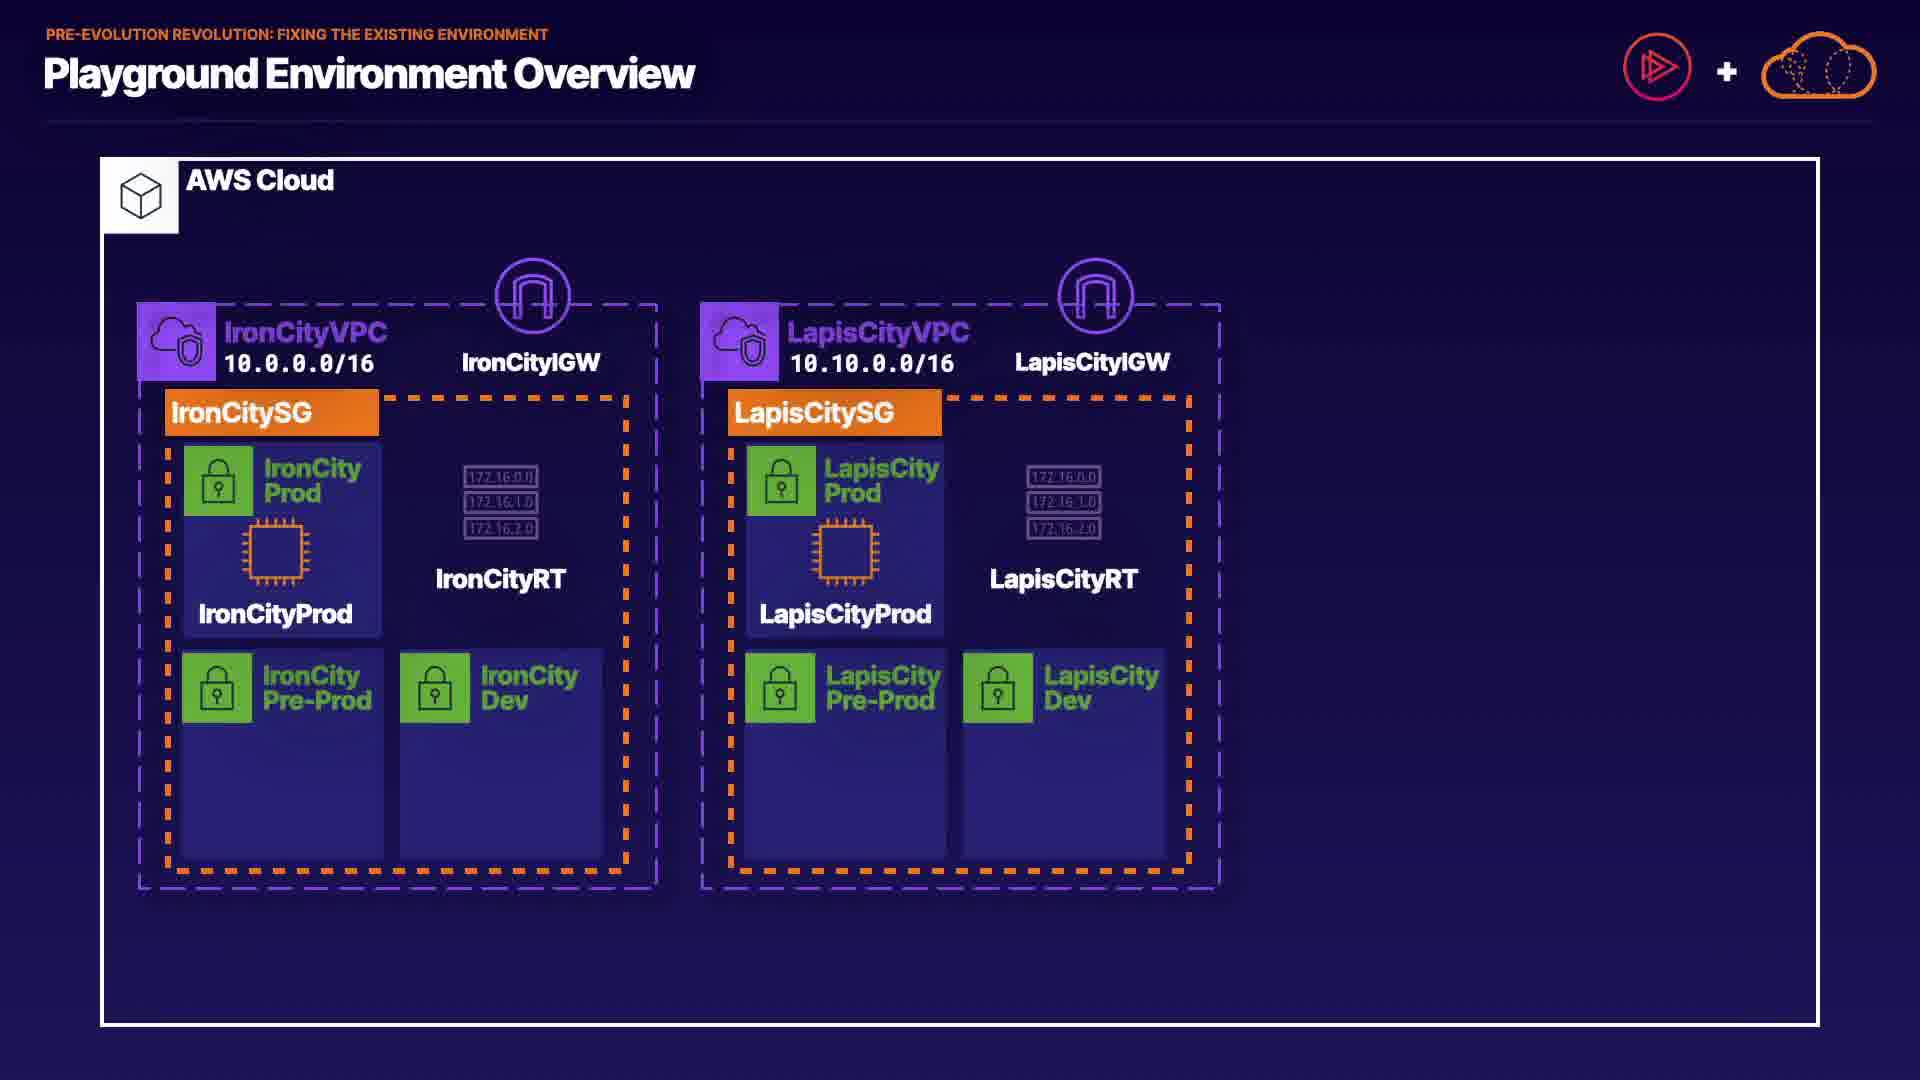 PRE-EVOLUTION REVOLUTION: FIXING THE EXISTING ENVIRONMENT
Playground Environment Overview
AWS Cloud
IronCityVPC
10.0.0.0/16
IronCityIGW
IronCitySG
IronCity
Prod
IronCityProd
172.16.0.0
172.16.1.0
172.16.2.0
IronCityRT
IronCity
Pre-Prod
IronCity
Dev
LapisCityVPC
10.10.0.0/16
LapisCityIGW
LapisCitySG
LapisCity
Prod
LapisCityProd
172.16.0.0
172.16.1.0
172.16.2.0
LapisCityRT
LapisCity
Pre-Prod
LapisCity
Dev